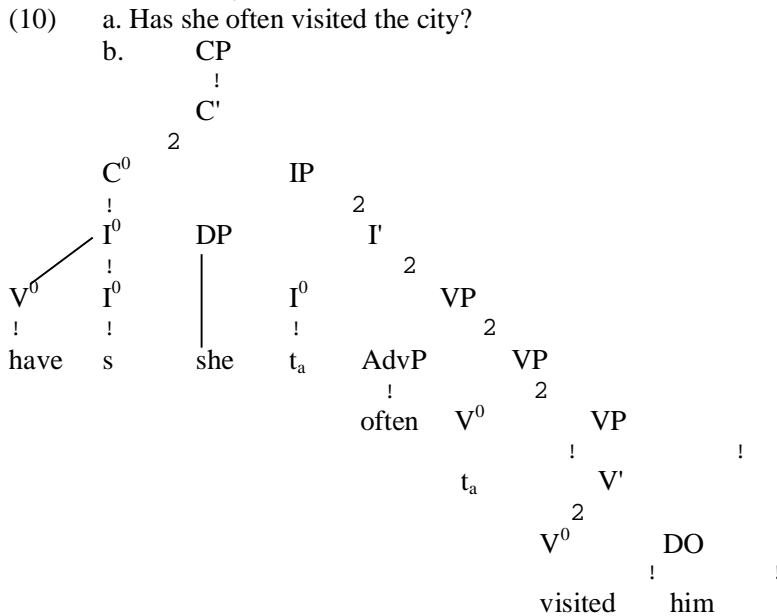 (10) a. Has she often visited the city?
b. CP
!
C'
2
C⁰ IP
! 2
I⁰ DP I'
! 2
V⁰ I⁰ I⁰ VP
! ! ! 2
have s she tₐ AdvP VP
! 2
often V⁰ VP
! !
tₐ V'
2
V⁰ DO
! !
visited him